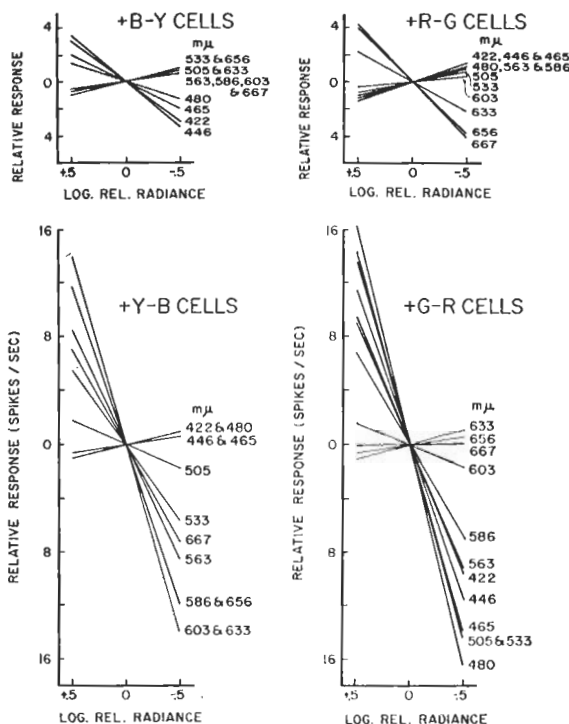 +B-Y CELLS
RELATIVE RESPONSE
4
0
4
mμ
533 & 656
505 & 633
563,586,603
& 667
480
465
422
446
+.5
0
-.5
LOG. REL. RADIANCE
+R-G CELLS
RELATIVE RESPONSE
4
0
4
mμ
422,446 & 465
480,563 & 586
505
533
603
633
656
667
+.5
0
-.5
LOG. REL. RADIANCE
+Y-B CELLS
RELATIVE RESPONSE (SPIKES / SEC)
16
8
0
8
16
mμ
422 & 480
446 & 465
505
533
667
563
586 & 656
603 & 633
+.5
0
-.5
LOG. REL. RADIANCE
+G-R CELLS
RELATIVE RESPONSE (SPIKES/SEC)
16
8
0
8
16
mμ
633
656
667
603
586
563
422
446
465
505 & 533
480
+.5
0
-.5
LOG. REL. RADIANCE